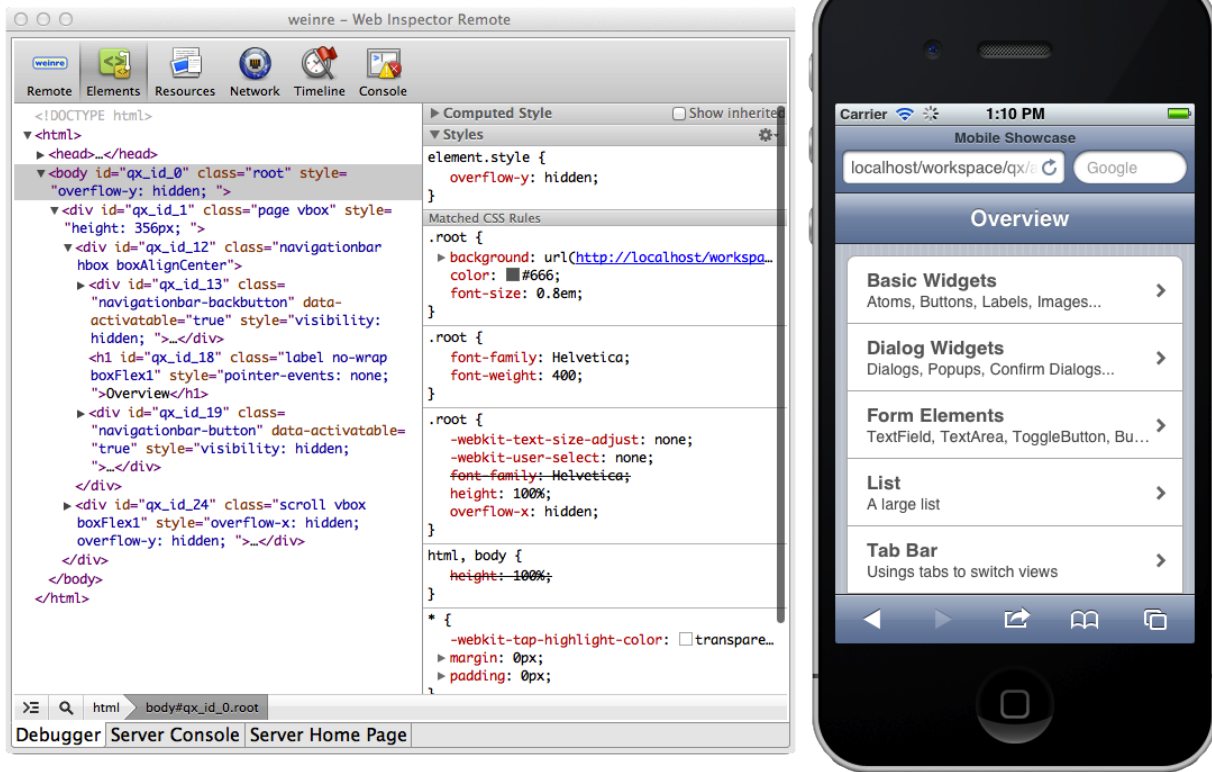 weinre – Web Inspector Remote
weinre
Remote Elements Resources Network Timeline Console
<!DOCTYPE html>
▼<html>
▶<head>…</head>
▼<body id="qx_id_0" class="root" style=
"overflow-y: hidden; ">
▼<div id="qx_id_1" class="page vbox" style=
"height: 356px; ">
▼<div id="qx_id_12" class="navigationbar
hbox boxAlignCenter">
▶<div id="qx_id_13" class=
"navigationbar-backbutton" data-
activatable="true" style="visibility:
hidden; ">…</div>
<h1 id="qx_id_18" class="label no-wrap
boxFlex1" style="pointer-events: none;
">Overview</h1>
▶<div id="qx_id_19" class=
"navigationbar-button" data-activatable=
"true" style="visibility: hidden;
">…</div>
</div>
▶<div id="qx_id_24" class="scroll vbox
boxFlex1" style="overflow-x: hidden;
overflow-y: hidden; ">…</div>
</div>
</body>
</html>
▶ Computed Style Show inherited
▼ Styles
element.style {
overflow-y: hidden;
}
Matched CSS Rules
.root {
▶ background: url(http://localhost/workspa…
color: #666;
font-size: 0.8em;
}
.root {
font-family: Helvetica;
font-weight: 400;
}
.root {
-webkit-text-size-adjust: none;
-webkit-user-select: none;
font-family: Helvetica;
height: 100%;
overflow-x: hidden;
}
html, body {
height: 100%;
}
* {
-webkit-tap-highlight-color: transpare…
▶ margin: 0px;
▶ padding: 0px;
}
html body#qx_id_0.root
Debugger Server Console Server Home Page
Carrier 1:10 PM
Mobile Showcase
localhost/workspace/qx/a Google
Overview
Basic Widgets
Atoms, Buttons, Labels, Images...
Dialog Widgets
Dialogs, Popups, Confirm Dialogs...
Form Elements
TextField, TextArea, ToggleButton, Bu…
List
A large list
Tab Bar
Usings tabs to switch views